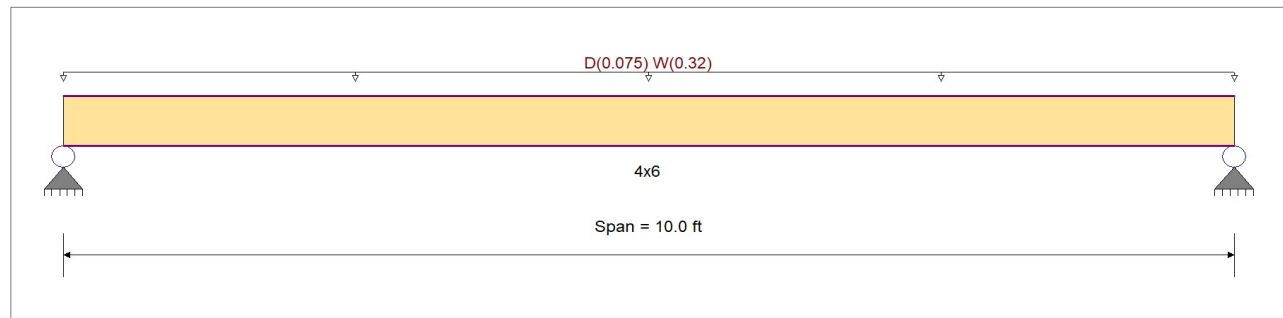 D(0.075) W(0.32)
4x6
Span = 10.0 ft